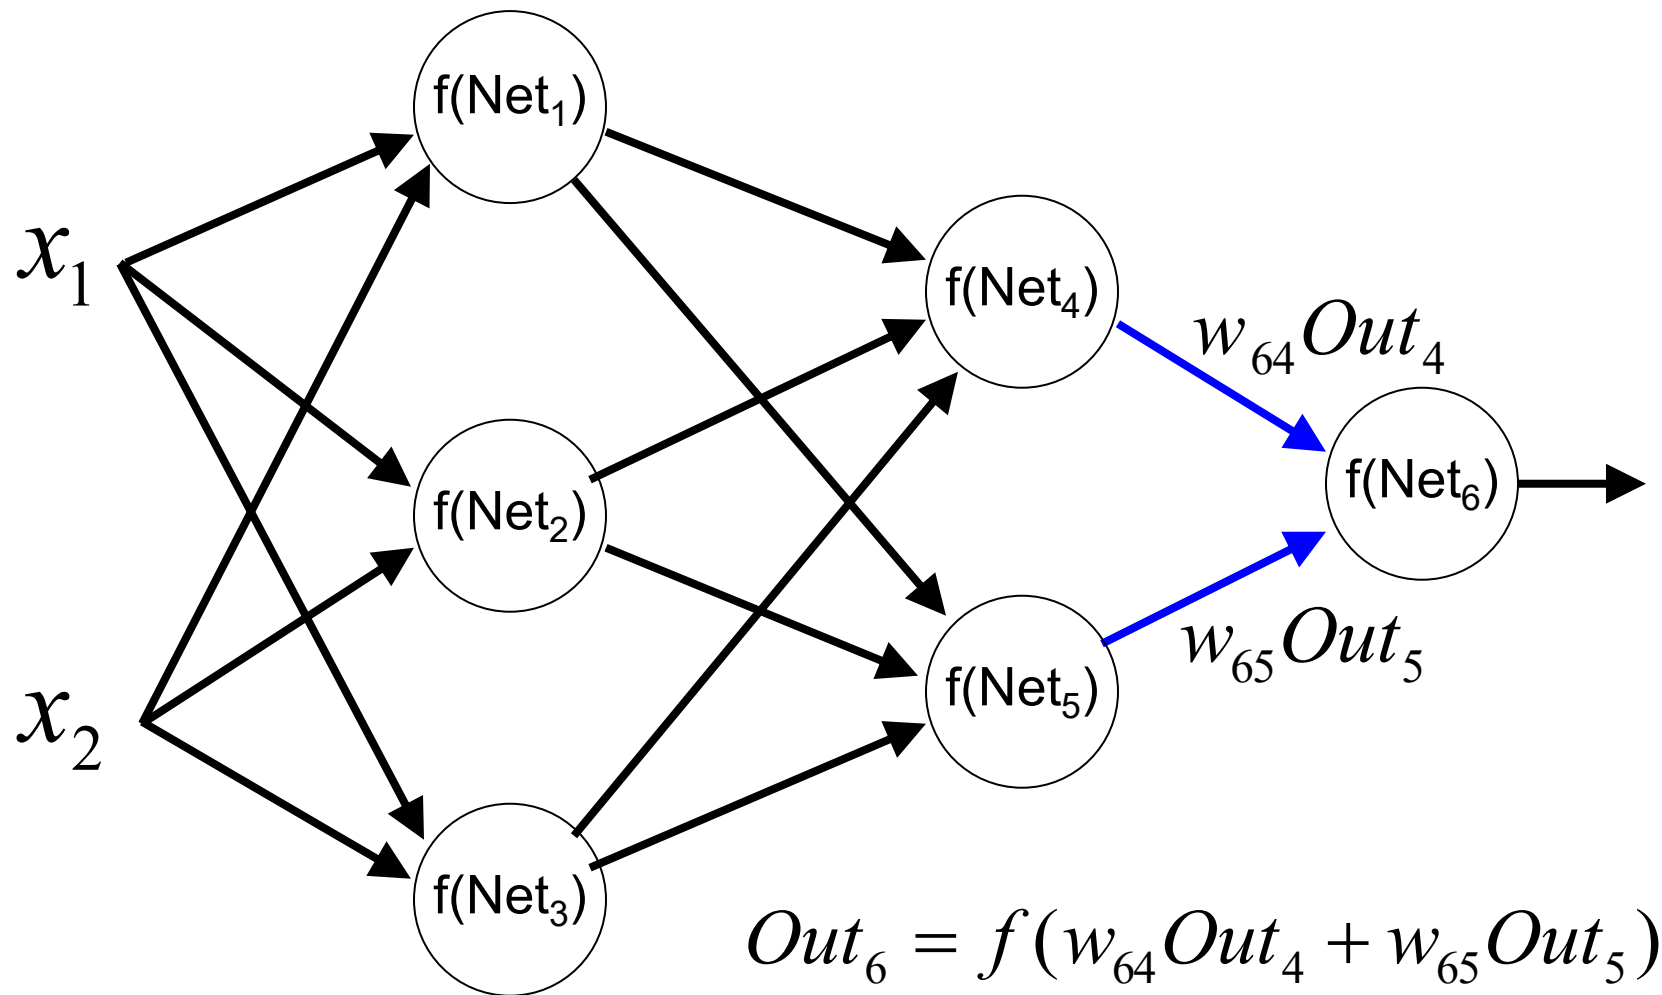 f(Net₁)
x₁
f(Net₄)
w₆₄Out₄
f(Net₂)
f(Net₆)
w₆₅Out₅
x₂
f(Net₅)
f(Net₃)
Out₆ = f(w₆₄Out₄ + w₆₅Out₅)